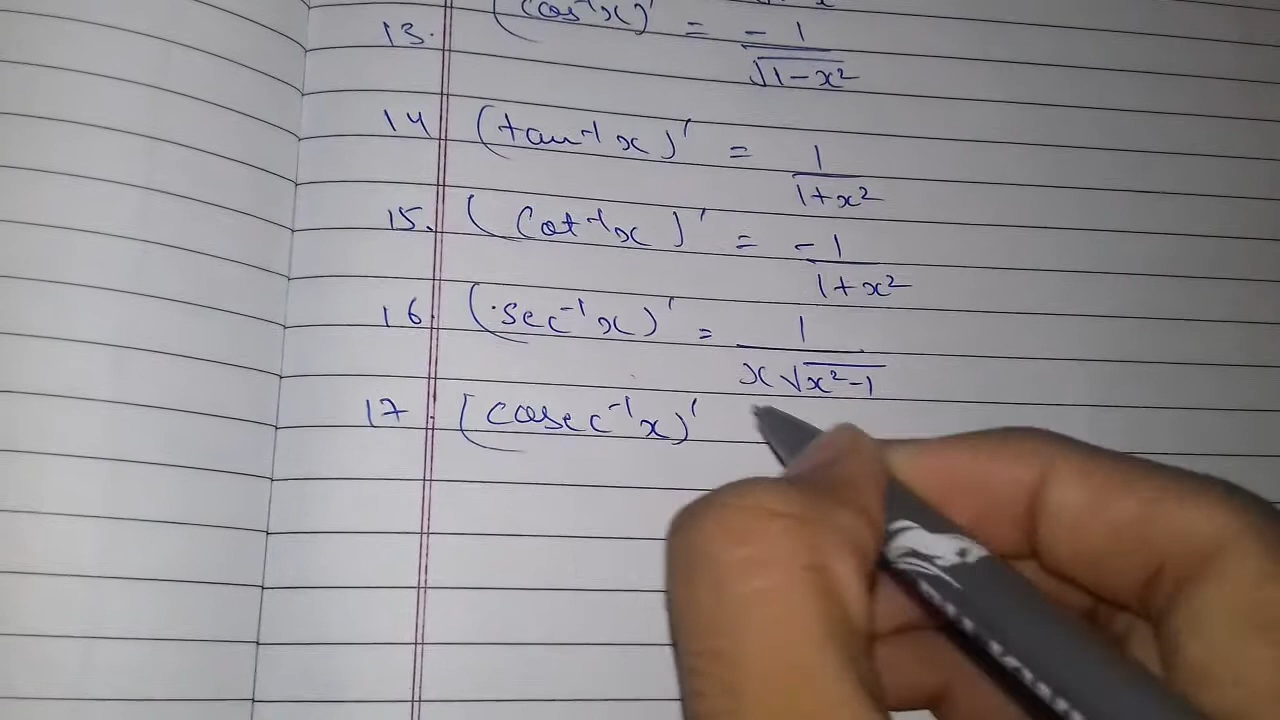 13. (cos⁻¹x)' = -1/√(1-x²)
14 (tan⁻¹x)' = 1/(1+x²)
15. (Cot⁻¹x)' = -1/(1+x²)
16 (sec⁻¹x)' = 1/(x√(x²-1))
17. (cosec⁻¹x)'